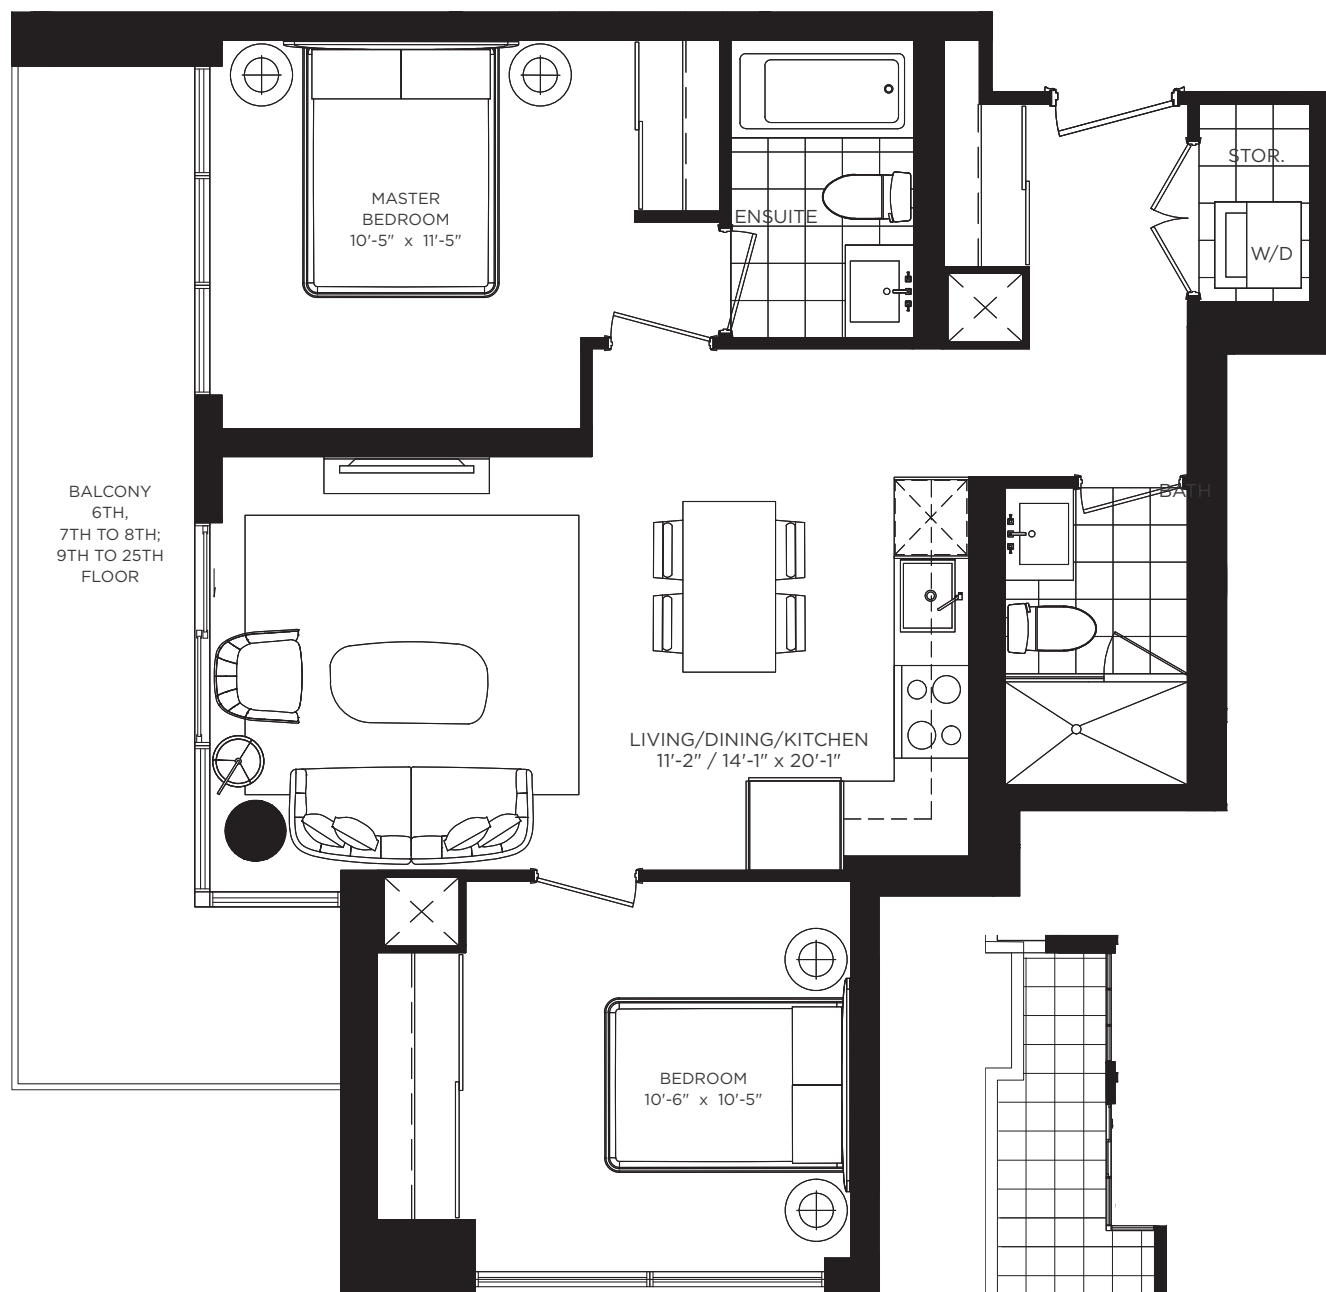 STOR.
MASTER
BEDROOM
10'-5" x 11'-5"
ENSUITE
W/D
BALCONY
6TH,
7TH TO 8TH;
9TH TO 25TH
FLOOR
BATH
LIVING/DINING/KITCHEN
11'-2" / 14'-1" x 20'-1"
BEDROOM
10'-6" x 10'-5"